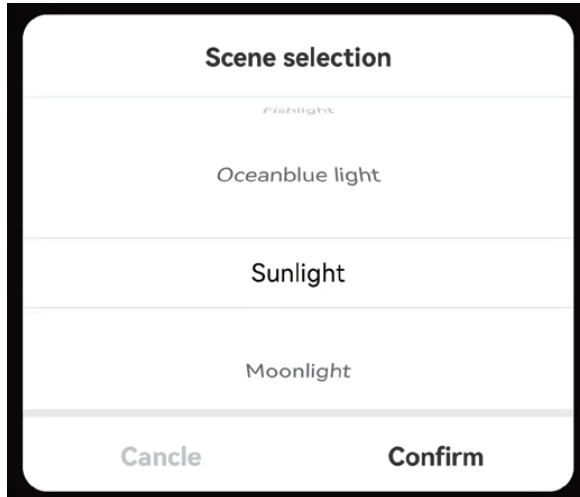 Scene selection
Fishlight
Oceanblue light
Sunlight
Moonlight
Cancle Confirm